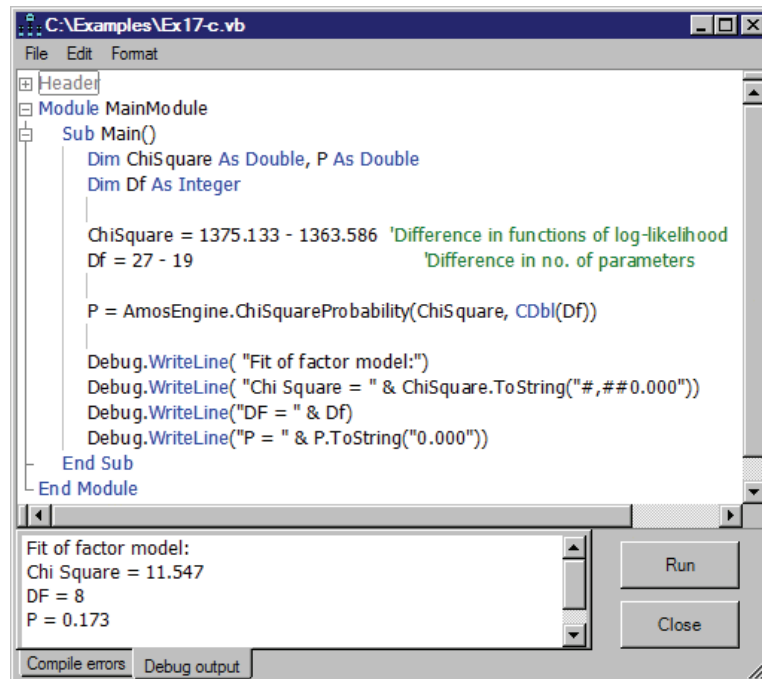 C:\Examples\Ex17-c.vb
File Edit Format
Header
Module MainModule
Sub Main()
Dim ChiSquare As Double, P As Double
Dim Df As Integer
ChiSquare = 1375.133 - 1363.586 'Difference in functions of log-likelihood
Df = 27 - 19 'Difference in no. of parameters
P = AmosEngine.ChiSquareProbability(ChiSquare, CDbl(Df))
Debug.WriteLine( "Fit of factor model:")
Debug.WriteLine( "Chi Square = " & ChiSquare.ToString("#,##0.000"))
Debug.WriteLine("DF = " & Df)
Debug.WriteLine("P = " & P.ToString("0.000"))
End Sub
End Module
Fit of factor model:
Chi Square = 11.547
DF = 8
P = 0.173
Run
Close
Compile errors Debug output